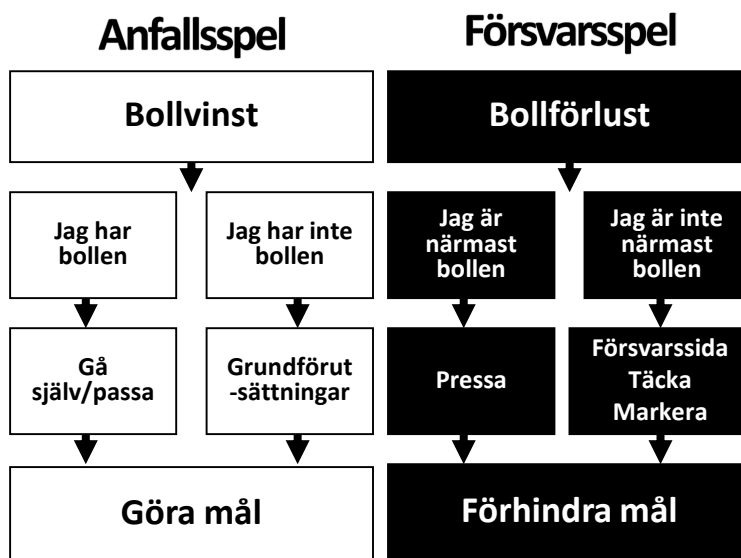 Anfallsspel
Försvarsspel
Bollvinst
Bollförlust
Jag har
bollen
Jag har inte
bollen
Jag är
närmast
bollen
Jag är inte
närmast
bollen
Gå
själv/passa
Grundförut
-sättningar
Pressa
Försvarssida
Täcka
Markera
Göra mål
Förhindra mål